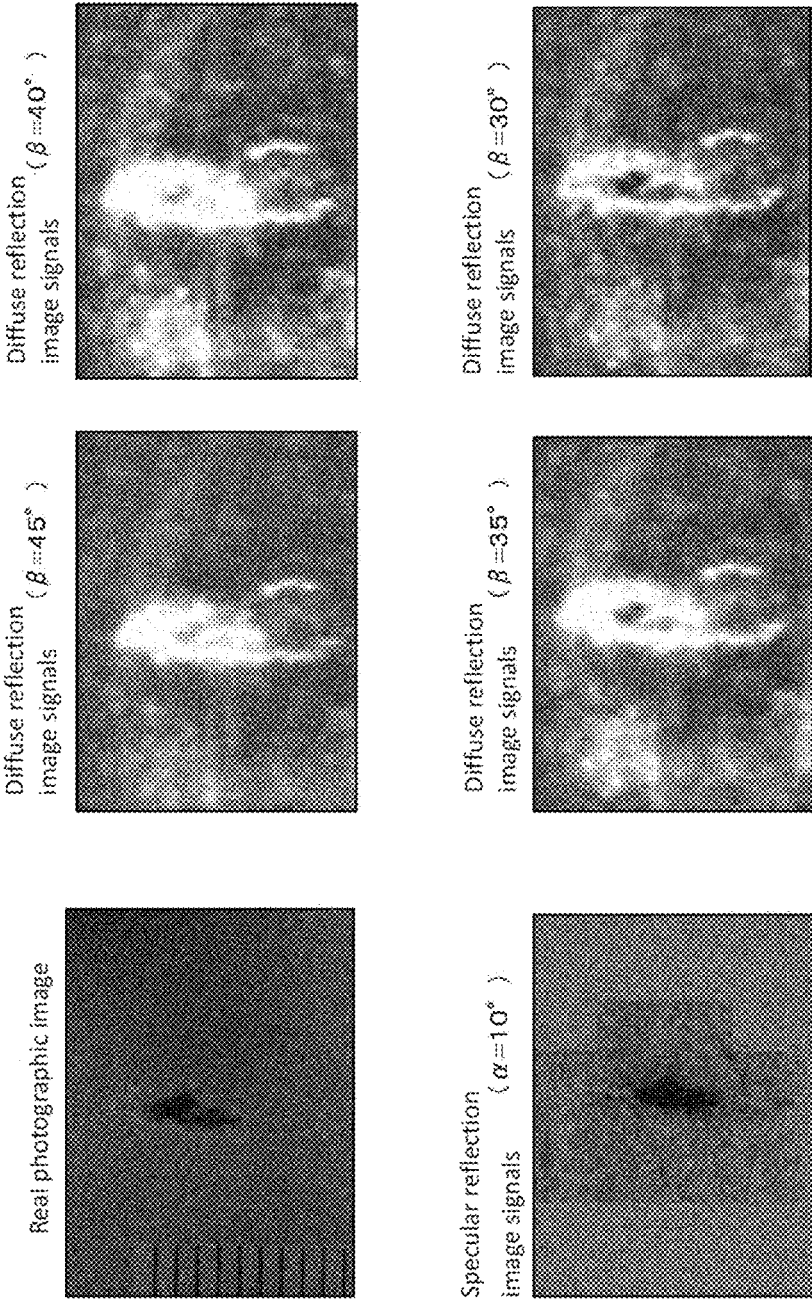 Real photographic image
Diffuse reflection
image signals (β=45°)
Diffuse reflection
image signals (β=40°)
Specular reflection
image signals (α=10°)
Diffuse reflection
image signals (β=35°)
Diffuse reflection
image signals (β=30°)